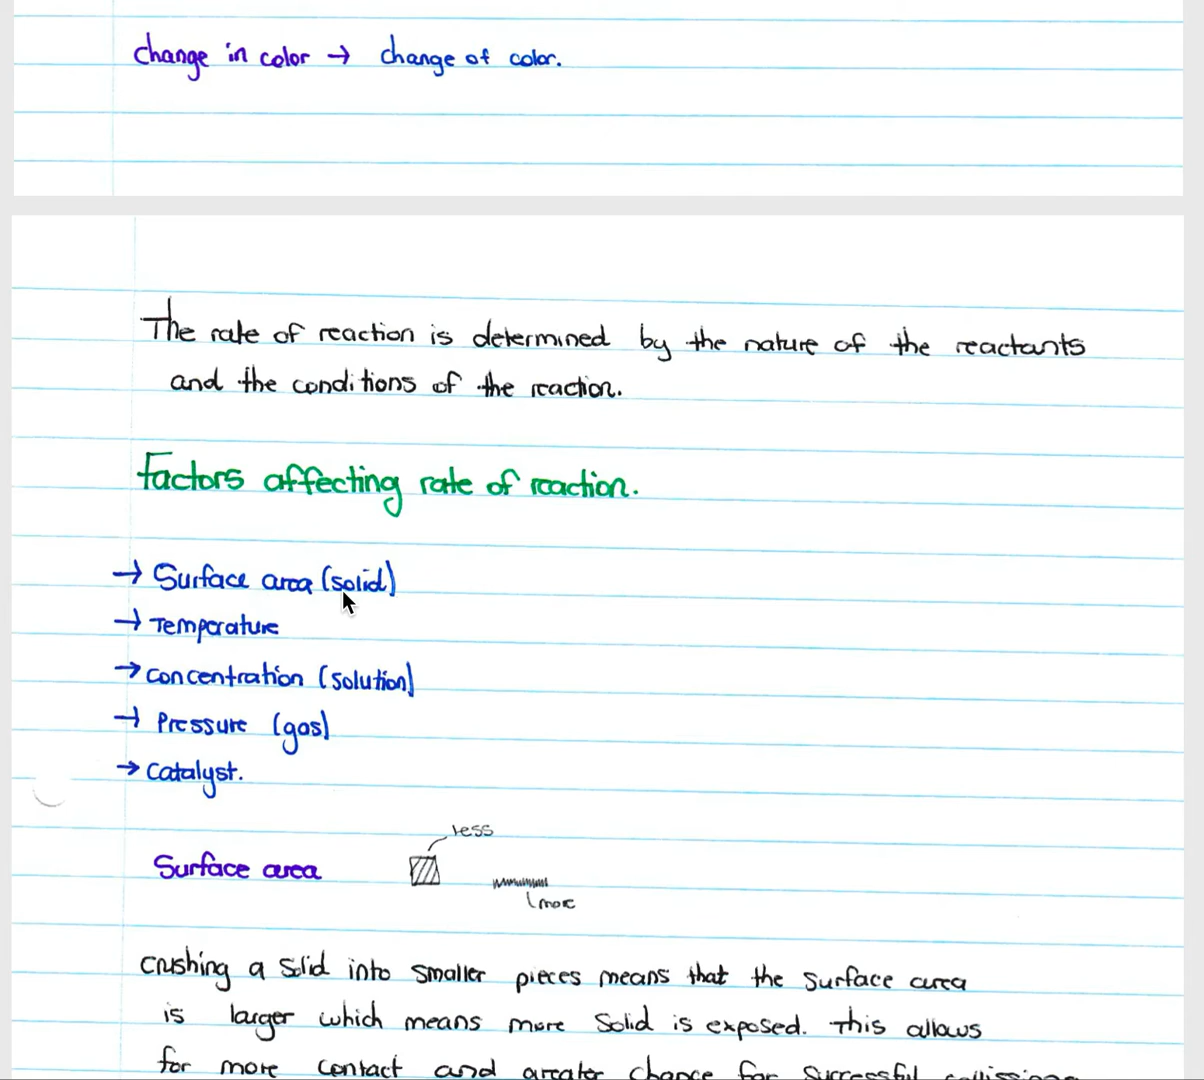 change in color → change of color.
The rate of reaction is determined by the nature of the reactants
and the conditions of the reaction.
Factors affecting rate of reaction.
→ Surface area (solid)
→ Temperature
→ concentration (solution)
→ Pressure (gas)
→ catalyst.
less
Surface area
more
crushing a solid into smaller pieces means that the surface area
is larger which means more solid is exposed. This allows
for more contact and greater chance for successful collissions